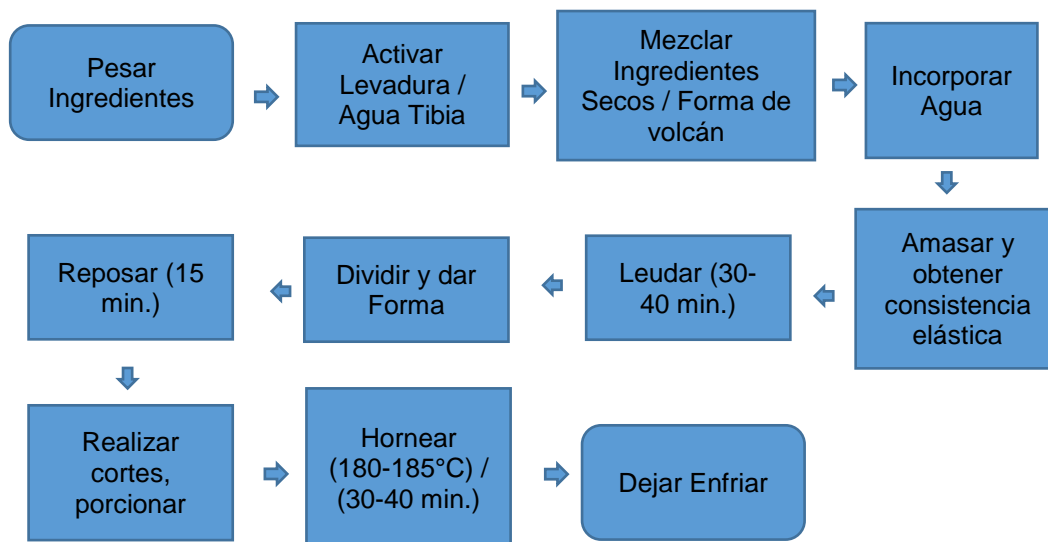 Pesar
Ingredientes
Activar
Levadura /
Agua Tibia
Mezclar
Ingredientes
Secos / Forma de
volcán
Incorporar
Agua
Amasar y
obtener
consistencia
elástica
Leudar (30-
40 min.)
Dividir y dar
Forma
Reposar (15
min.)
Realizar
cortes,
porcionar
Hornear
(180-185°C) /
(30-40 min.)
Dejar Enfriar